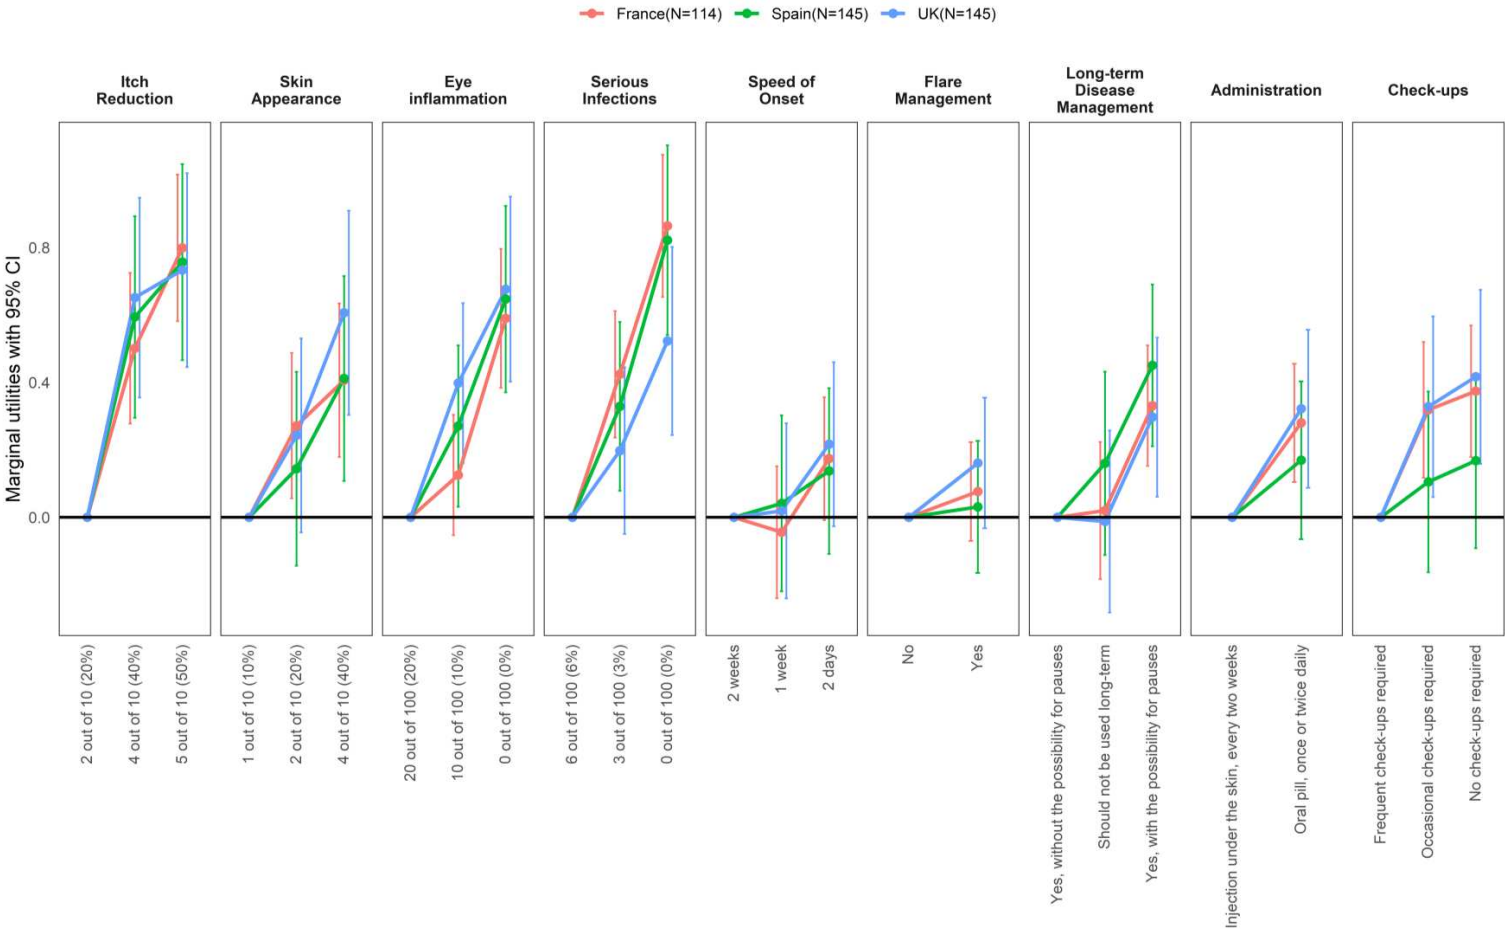 France(N=114) Spain(N=145) UK(N=145)
Itch
Reduction
Skin
Appearance
Eye
inflammation
Serious
Infections
Speed of
Onset
Flare
Management
Long-term
Disease
Management
Administration
Check-ups
Marginal utilities with 95% CI
0.8
0.4
0.0
2 out of 10 (20%)
4 out of 10 (40%)
5 out of 10 (50%)
1 out of 10 (10%)
2 out of 10 (20%)
4 out of 10 (40%)
20 out of 100 (20%)
10 out of 100 (10%)
0 out of 100 (0%)
6 out of 100 (6%)
3 out of 100 (3%)
0 out of 100 (0%)
2 weeks
1 week
2 days
No
Yes
Yes, without the possibility for pauses
Should not be used long-term
Yes, with the possibility for pauses
Injection under the skin, every two weeks
Oral pill, once or twice daily
Frequent check-ups required
Occasional check-ups required
No check-ups required